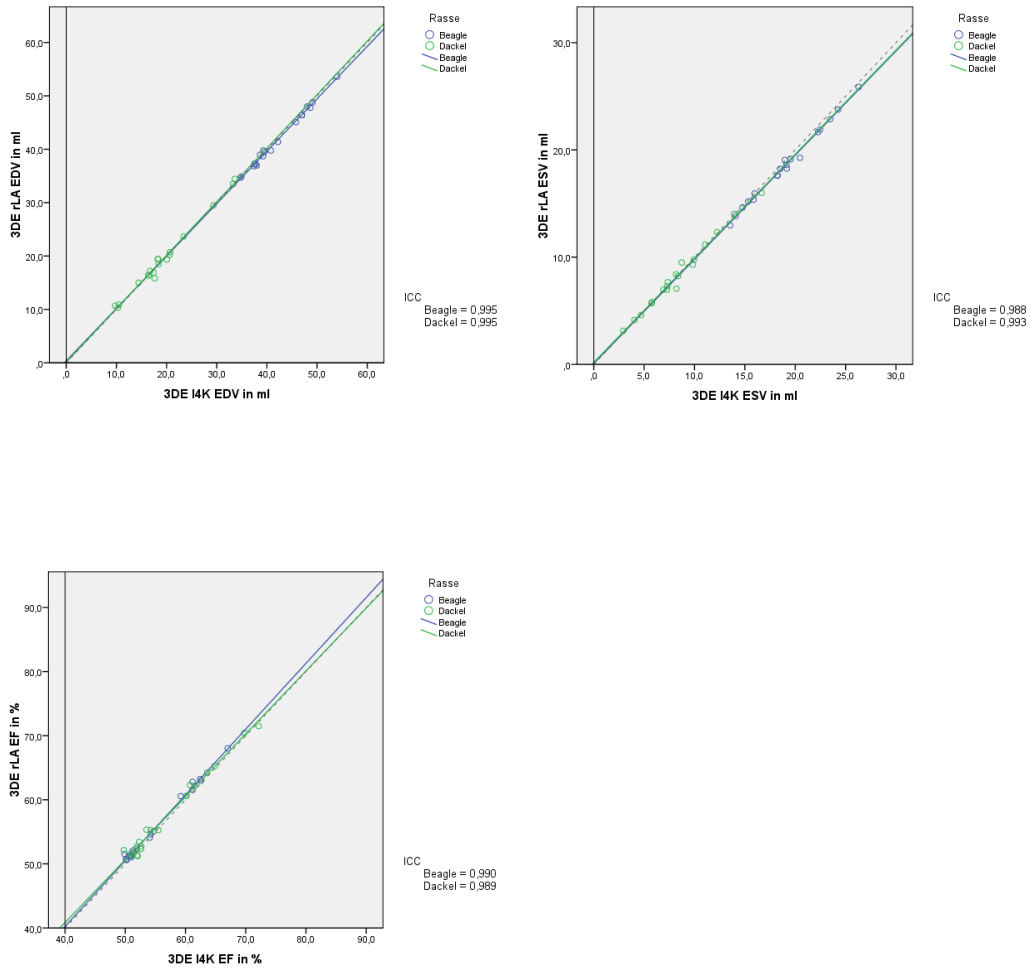 Rasse
Beagle
Dackel
Beagle
Dackel
60,0
50,0
40,0
30,0
20,0
10,0
,0
3DE rLA EDV in ml
,0 10,0 20,0 30,0 40,0 50,0 60,0
3DE I4K EDV in ml
ICC
Beagle = 0,995
Dackel = 0,995
Rasse
Beagle
Dackel
Beagle
Dackel
30,0
20,0
10,0
,0
3DE rLA ESV in ml
,0 5,0 10,0 15,0 20,0 25,0 30,0
3DE I4K ESV in ml
ICC
Beagle = 0,988
Dackel = 0,993
Rasse
Beagle
Dackel
Beagle
Dackel
90,0
80,0
70,0
60,0
50,0
40,0
3DE rLA EF in %
40,0 50,0 60,0 70,0 80,0 90,0
3DE I4K EF in %
ICC
Beagle = 0,990
Dackel = 0,989